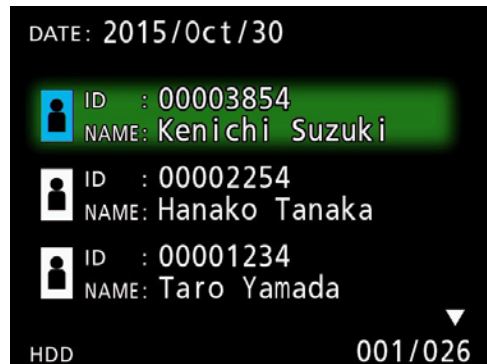 DATE: 2015/Oct/30
ID : 00003854
NAME: Kenichi Suzuki
ID : 00002254
NAME: Hanako Tanaka
ID : 00001234
NAME: Taro Yamada
HDD 001/026